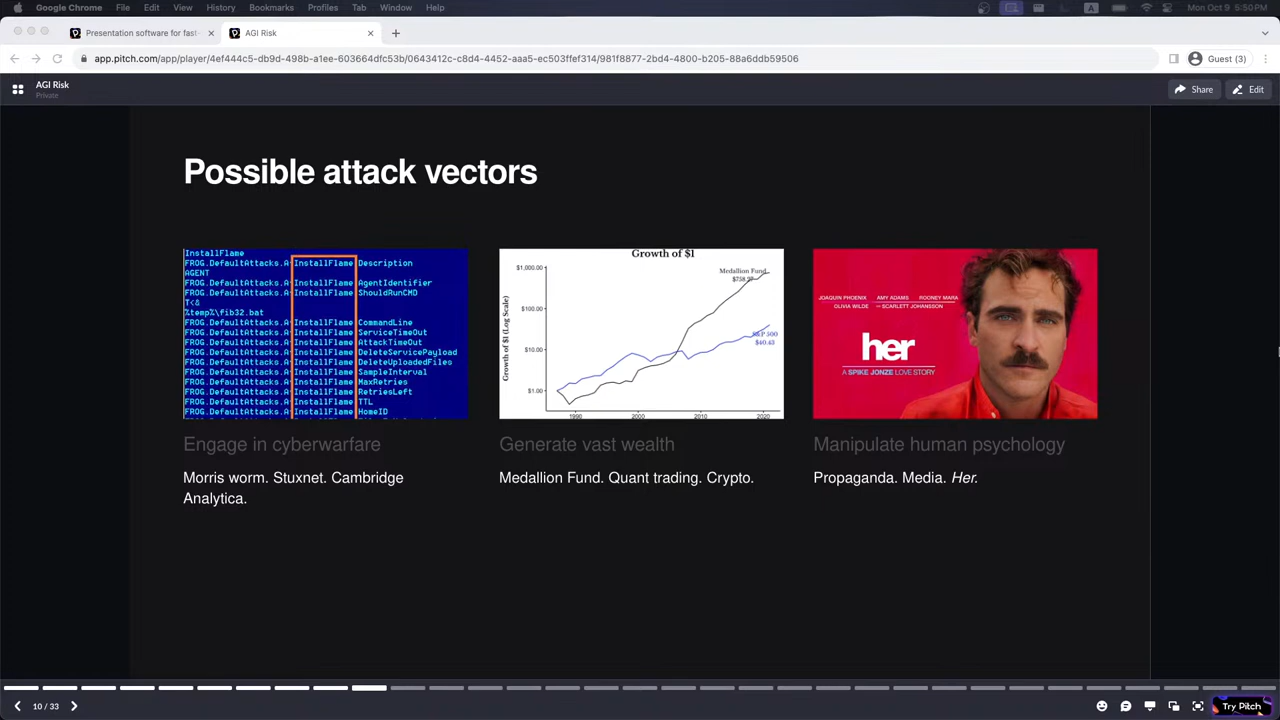 Google Chrome File Edit View History Bookmarks Profiles Tab Window Help A Mon Oct 9 5:50 PM
Presentation software for fast- AGI Risk
app.pitch.com/app/player/4ef444c5-db9d-498b-a1ee-603664dfc53b/0643412c-c8d4-4452-aaa5-ec503ffef314/981f8877-2bd4-4800-b205-88a6ddb59506 Guest (3)
AGI Risk
Private
Share Edit
Possible attack vectors
InstallFlame
FROG.DefaultAttacks.A InstallFlame Description
AGENT
FROG.DefaultAttacks.A InstallFlame AgentIdentifier
FROG.DefaultAttacks.A InstallFlame ShouldRunCMD
T<&
%temp%\fib32.bat
FROG.DefaultAttacks.A InstallFlame CommandLine
FROG.DefaultAttacks.A InstallFlame ServiceTimeOut
FROG.DefaultAttacks.A InstallFlame AttackTimeOut
FROG.DefaultAttacks.A InstallFlame DeleteServicePayload
FROG.DefaultAttacks.A InstallFlame DeleteUploadedFiles
FROG.DefaultAttacks.A InstallFlame SampleInterval
FROG.DefaultAttacks.A InstallFlame MaxRetries
FROG.DefaultAttacks.A InstallFlame RetriesLeft
FROG.DefaultAttacks.A InstallFlame TTL
FROG.DefaultAttacks.A InstallFlame HomeID
Growth of $1
Growth of $1 (Log Scale)
$1,000.00
$100.00
$10.00
$1.00
Medallion Fund
S&P 500
$40.43
1990 2000 2010 2020
JOAQUIN PHOENIX AMY ADAMS ROONEY MARA
OLIVIA WILDE AND SCARLETT JOHANSSON
her
A SPIKE JONZE LOVE STORY
Engage in cyberwarfare
Morris worm. Stuxnet. Cambridge
Analytica.
Generate vast wealth
Medallion Fund. Quant trading. Crypto.
Manipulate human psychology
Propaganda. Media. Her.
10 / 33
Try Pitch